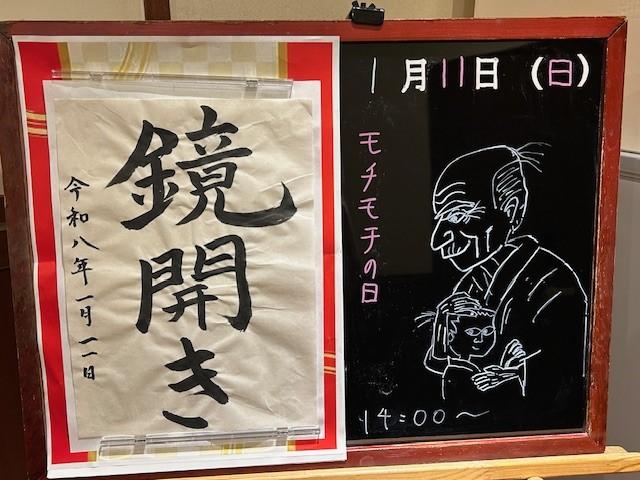 鏡開き
令和八年一月十一日
1月11日(日)
モチモチの日
14:00〜